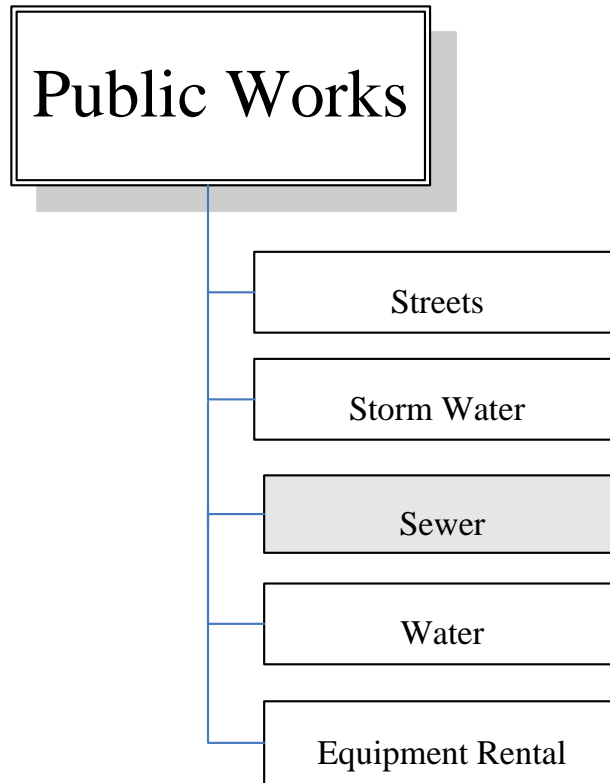 Public Works
Streets
Storm Water
Sewer
Water
Equipment Rental